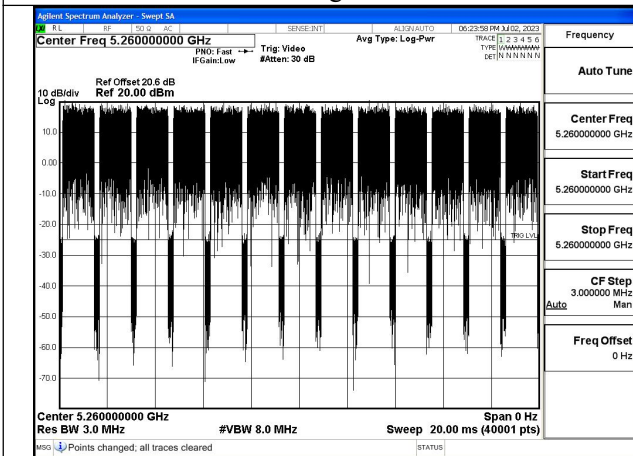 Agilent Spectrum Analyzer - Swept SA
RL RF 50 Ω AC SENSE:INT ALIGNAUTO 06:23:58 PM Jul 02, 2023
Center Freq 5.260000000 GHz
PNO: Fast
IFGain:Low
Trig: Video
#Atten: 30 dB
Avg Type: Log-Pwr
TRACE 1 2 3 4 5 6
TYPE WWWWWW
DET N N N N N N
Ref Offset 20.6 dB
10 dB/div Ref 20.00 dBm
Log
10.0
0.00
-10.0
-20.0
TRIG LVL
-30.0
-40.0
-50.0
-60.0
-70.0
Center 5.260000000 GHz Span 0 Hz
Res BW 3.0 MHz #VBW 8.0 MHz Sweep 20.00 ms (40001 pts)
MSG Points changed; all traces cleared STATUS
Frequency
Auto Tune
Center Freq
5.260000000 GHz
Start Freq
5.260000000 GHz
Stop Freq
5.260000000 GHz
CF Step
3.000000 MHz
Auto Man
Freq Offset
0 Hz